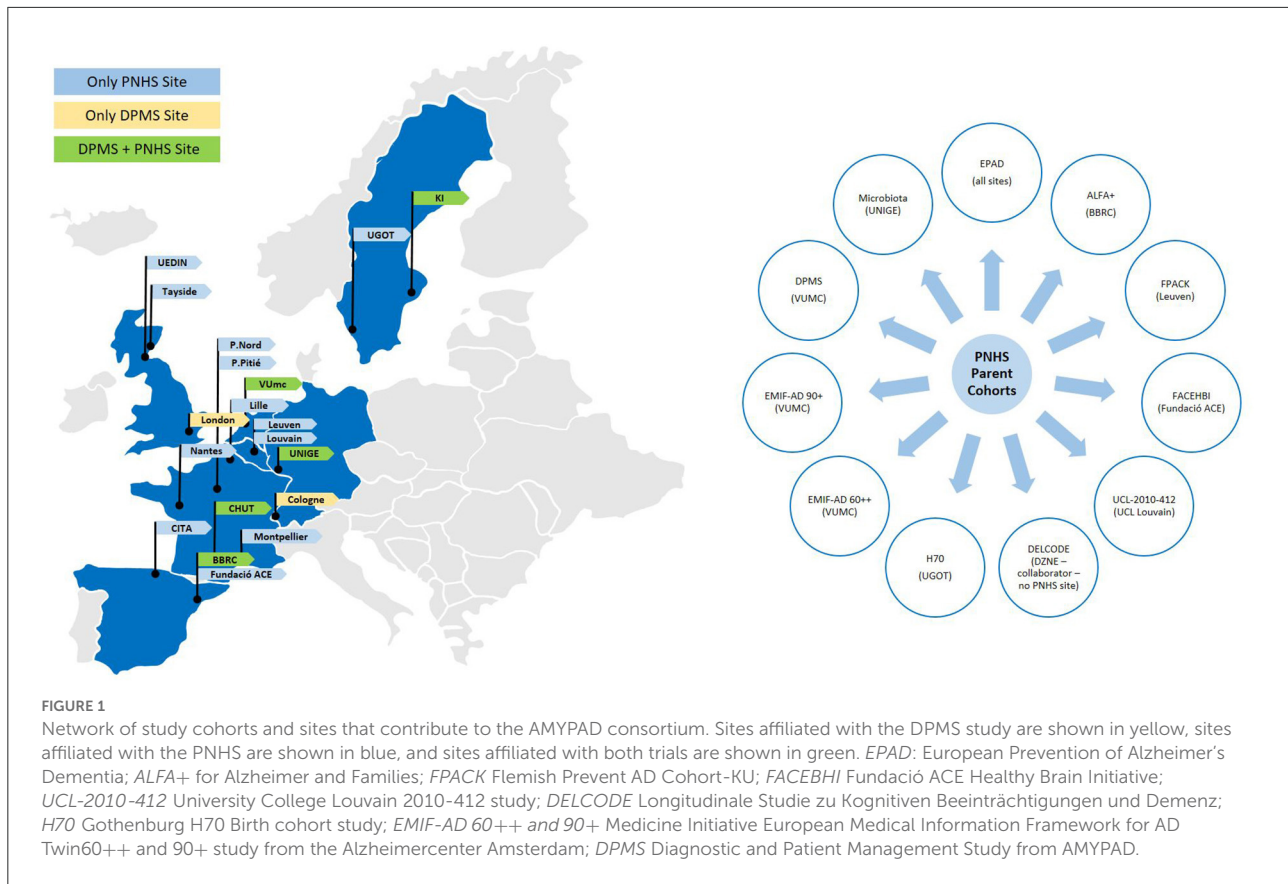 Only PNHS Site
Only DPMS Site
DPMS + PNHS Site
KI
UGOT
UEDIN
Tayside
P.Nord
P.Pitié
VUmc
Lille
London
Leuven
Louvain
Nantes
UNIGE
Cologne
CHUT
CITA
Montpellier
BBRC
Fundació ACE
EPAD
(all sites)
ALFA+
(BBRC)
FPACK
(Leuven)
FACEHBI
(Fundació ACE)
UCL-2010-412
(UCL Louvain)
DELCODE
(DZNE –
collaborator –
no PNHS site)
H70
(UGOT)
EMIF-AD 60++
(VUMC)
EMIF-AD 90+
(VUMC)
DPMS
(VUMC)
Microbiota
(UNIGE)
PNHS
Parent
Cohorts
FIGURE 1
Network of study cohorts and sites that contribute to the AMYPAD consortium. Sites affiliated with the DPMS study are shown in yellow, sites
affiliated with the PNHS are shown in blue, and sites affiliated with both trials are shown in green. EPAD: European Prevention of Alzheimer's
Dementia; ALFA+ for Alzheimer and Families; FPACK Flemish Prevent AD Cohort-KU; FACEBHI Fundació ACE Healthy Brain Initiative;
UCL-2010-412 University College Louvain 2010-412 study; DELCODE Longitudinale Studie zu Kognitiven Beeinträchtigungen und Demenz;
H70 Gothenburg H70 Birth cohort study; EMIF-AD 60++ and 90+ Medicine Initiative European Medical Information Framework for AD
Twin60++ and 90+ study from the Alzheimercenter Amsterdam; DPMS Diagnostic and Patient Management Study from AMYPAD.